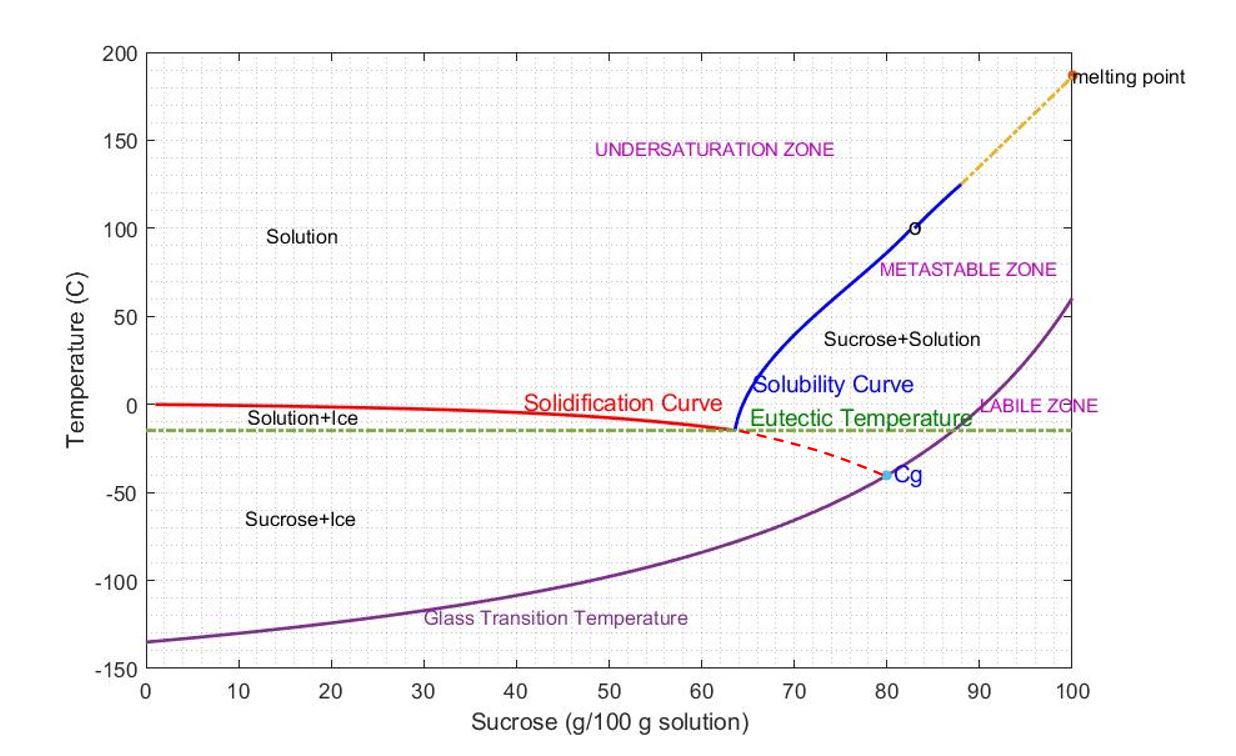 200
melting point
150
UNDERSATURATION ZONE
100
Solution
METASTABLE ZONE
50
Sucrose+Solution
Solubility Curve
0
Solidification Curve
LABILE ZONE
Solution+Ice
Eutectic Temperature
Temperature (C)
-50
Cg
Sucrose+Ice
-100
Glass Transition Temperature
-150
0 10 20 30 40 50 60 70 80 90 100
Sucrose (g/100 g solution)